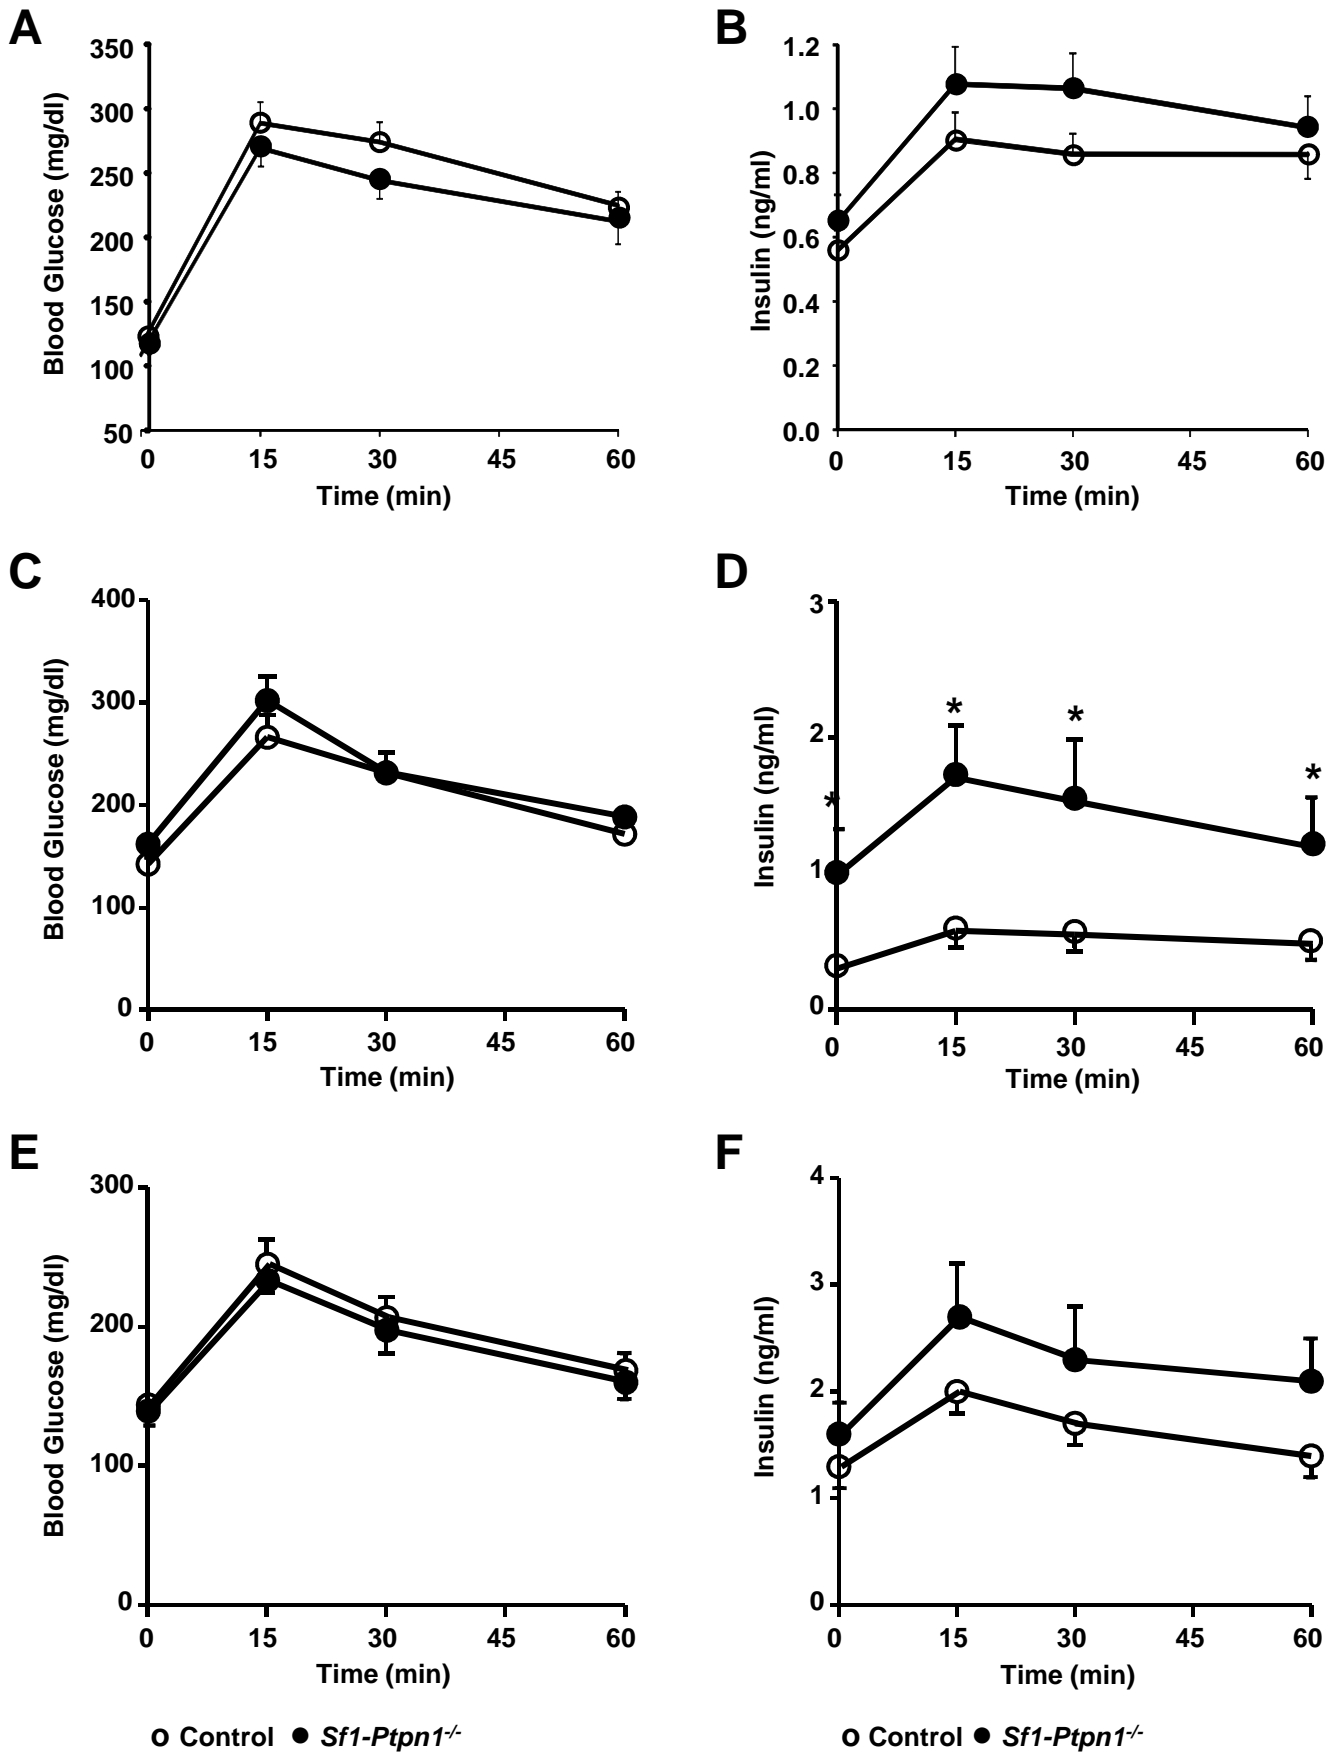 A
350
300
250
200
150
100
50
Blood Glucose (mg/dl)
0 15 30 45 60
Time (min)
B
1.2
1.0
0.8
0.6
0.4
0.2
0.0
Insulin (ng/ml)
0 15 30 45 60
Time (min)
C
400
300
200
100
0
Blood Glucose (mg/dl)
0 15 30 45 60
Time (min)
D
3
2
1
0
Insulin (ng/ml)
* * * *
0 15 30 45 60
Time (min)
E
300
200
100
0
Blood Glucose (mg/dl)
0 15 30 45 60
Time (min)
F
4
3
2
1
0
Insulin (ng/ml)
0 15 30 45 60
Time (min)
Control Sf1-Ptpn1-/-
Control Sf1-Ptpn1-/-